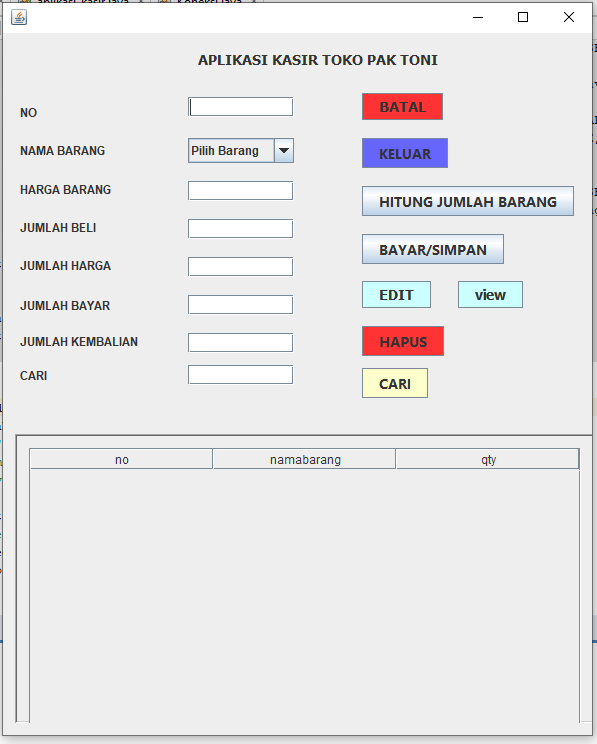 APLIKASI KASIR TOKO PAK TONI
NO
BATAL
NAMA BARANG
Pilih Barang
KELUAR
HARGA BARANG
HITUNG JUMLAH BARANG
JUMLAH BELI
BAYAR/SIMPAN
JUMLAH HARGA
EDIT
view
JUMLAH BAYAR
JUMLAH KEMBALIAN
HAPUS
CARI
CARI
no namabarang qty